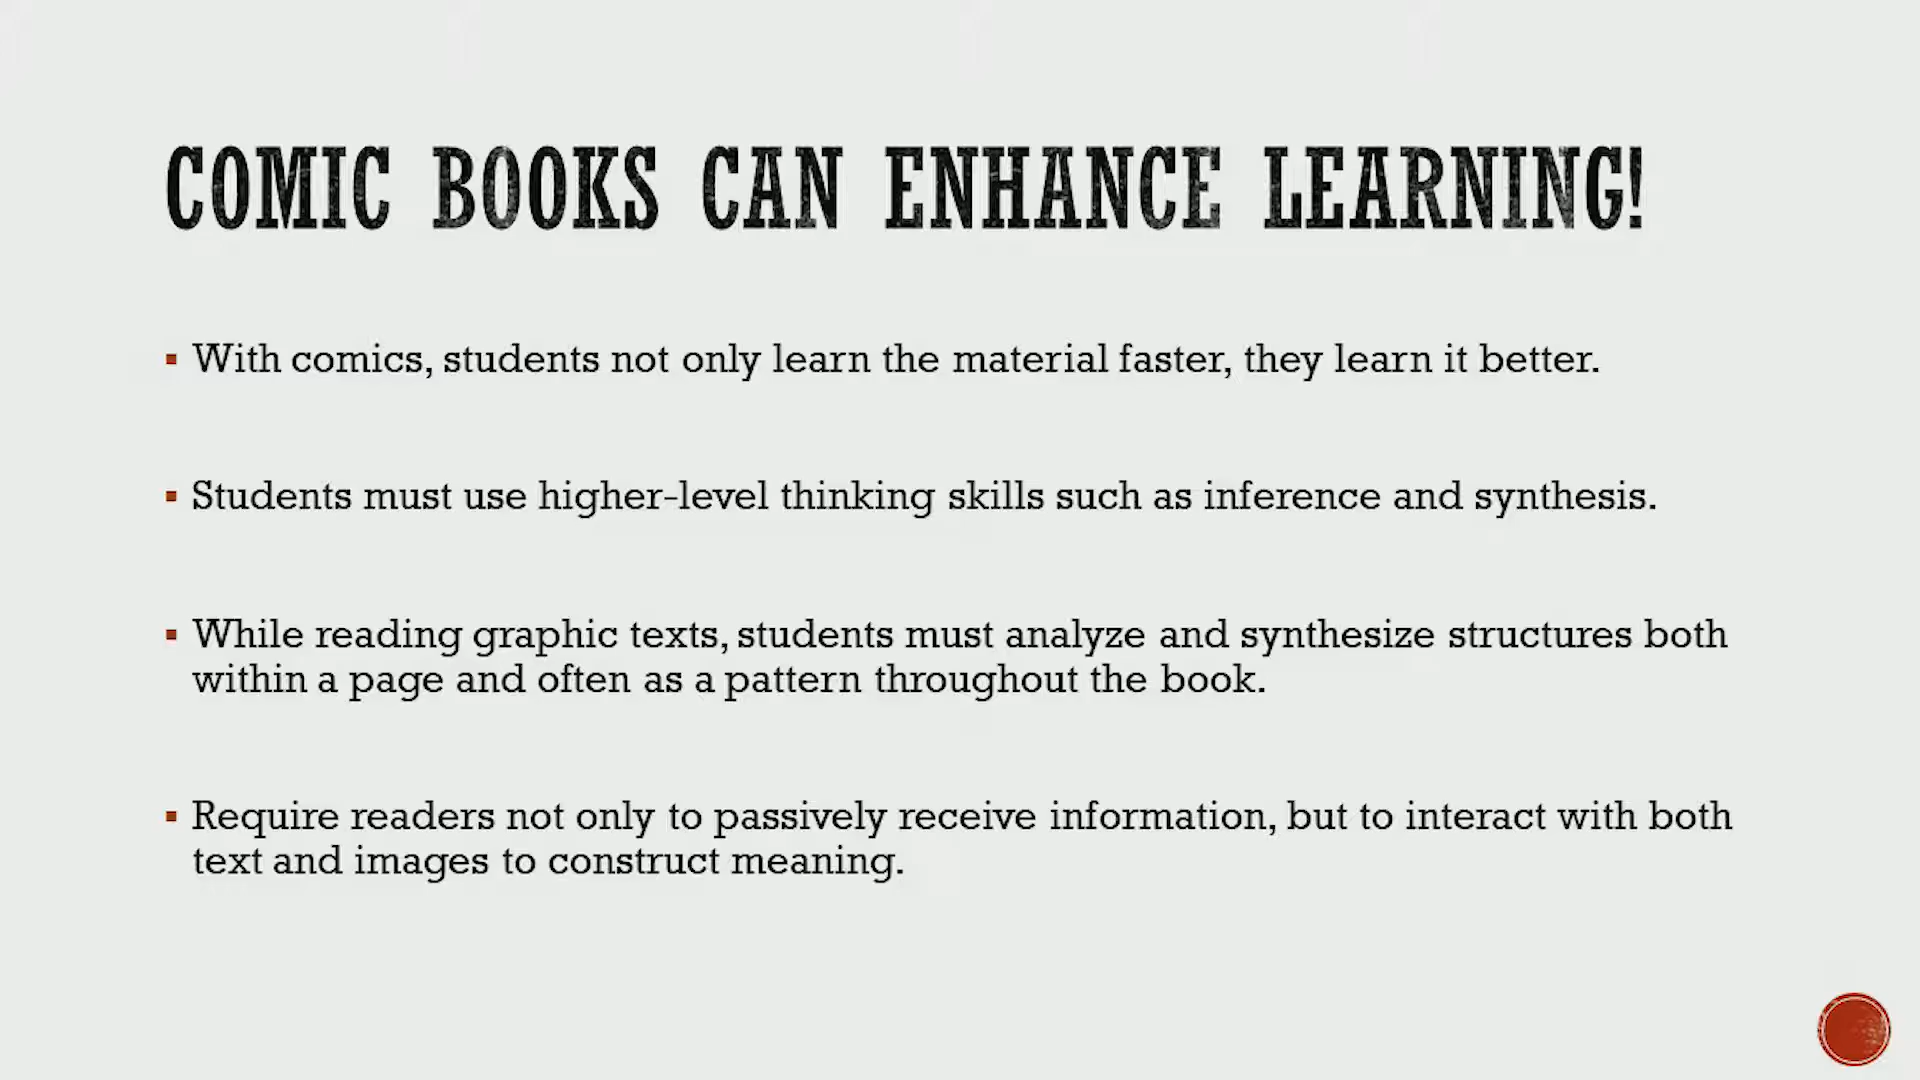 COMIC BOOKS CAN ENHANCE LEARNING!
▪ With comics, students not only learn the material faster, they learn it better.
▪ Students must use higher-level thinking skills such as inference and synthesis.
▪ While reading graphic texts, students must analyze and synthesize structures both
within a page and often as a pattern throughout the book.
▪ Require readers not only to passively receive information, but to interact with both
text and images to construct meaning.